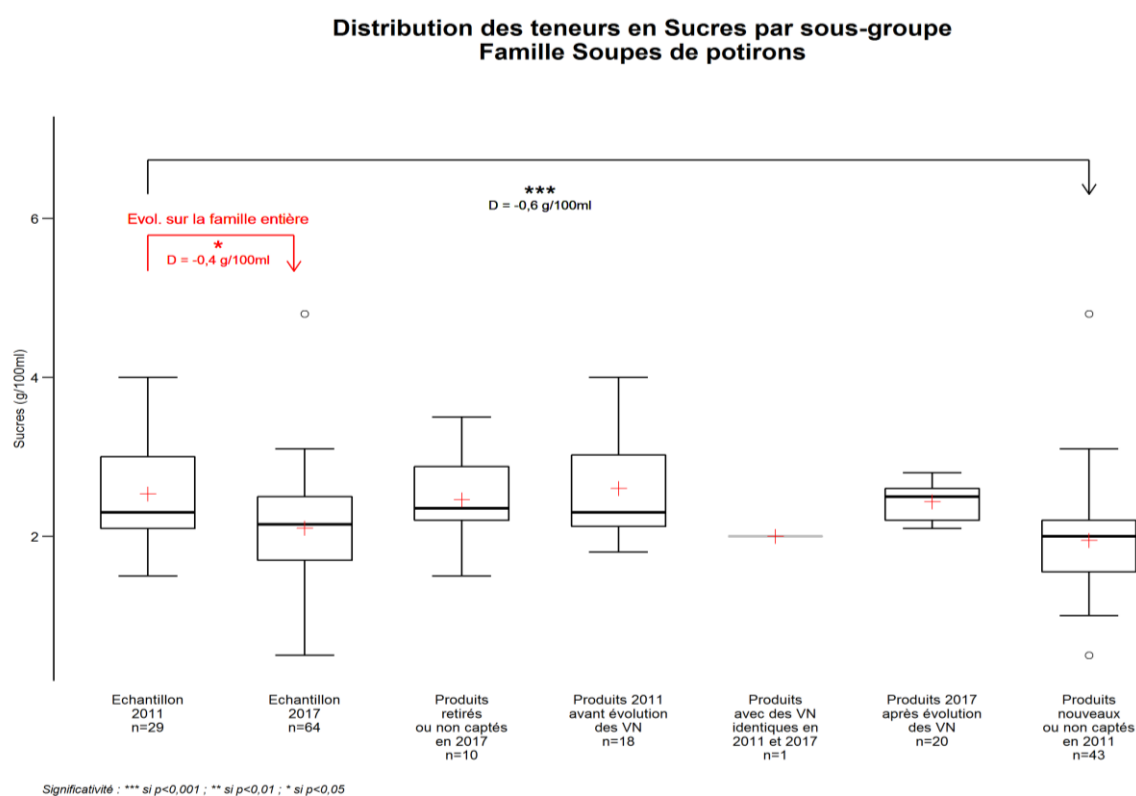 Distribution des teneurs en Sucres par sous-groupe
Famille Soupes de potirons
***
D = -0,6 g/100ml
Evol. sur la famille entière
*
D = -0,4 g/100ml
Sucres (g/100ml)
6
4
2
Echantillon
2011
n=29
Echantillon
2017
n=64
Produits
retirés
ou non captés
en 2017
n=10
Produits 2011
avant évolution
des VN
n=18
Produits
avec des VN
identiques en
2011 et 2017
n=1
Produits 2017
après évolution
des VN
n=20
Produits
nouveaux
ou non captés
en 2011
n=43
Significativité : *** si p<0,001 ; ** si p<0,01 ; * si p<0,05